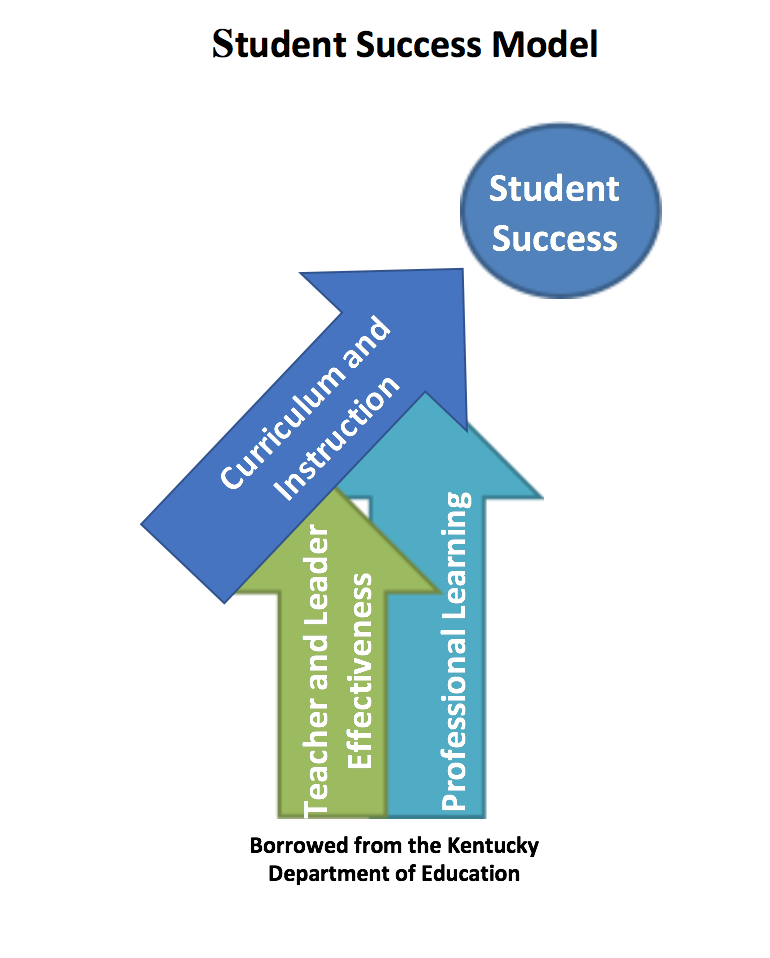 Student Success Model
Student
Success
Curriculum and
Instruction
Teacher and Leader
Effectiveness
Professional Learning
Borrowed from the Kentucky
Department of Education